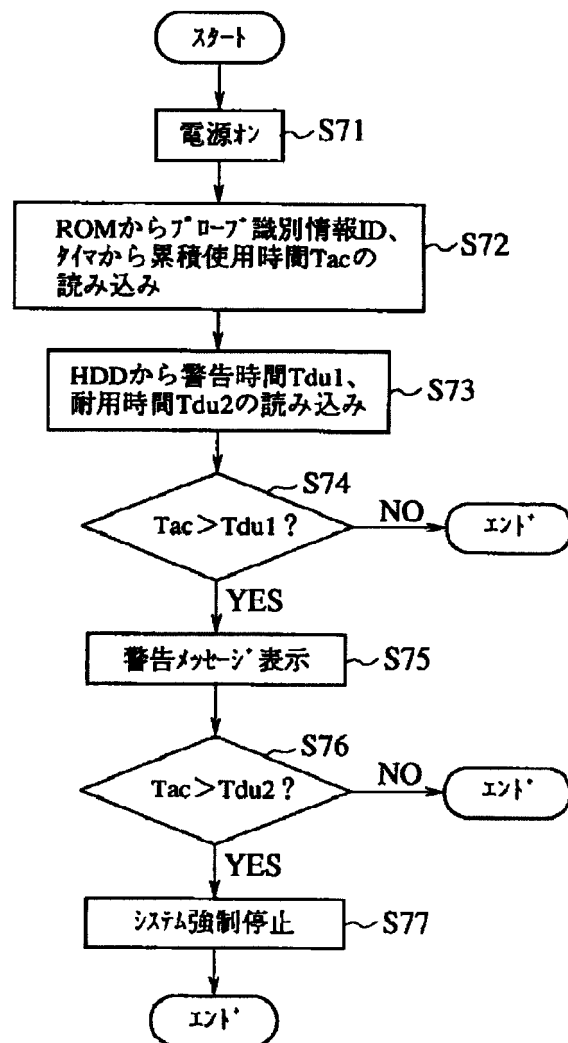 スタート
電源オン
S71
ROMからプローブ識別情報ID、
タイマから累積使用時間Tacの
読み込み
S72
HDDから警告時間Tdu1、
耐用時間Tdu2の読み込み
S73
S74
Tac＞Tdu1？
NO
エンド
YES
警告メッセージ表示
S75
S76
Tac＞Tdu2？
NO
エンド
YES
システム強制停止
S77
エンド